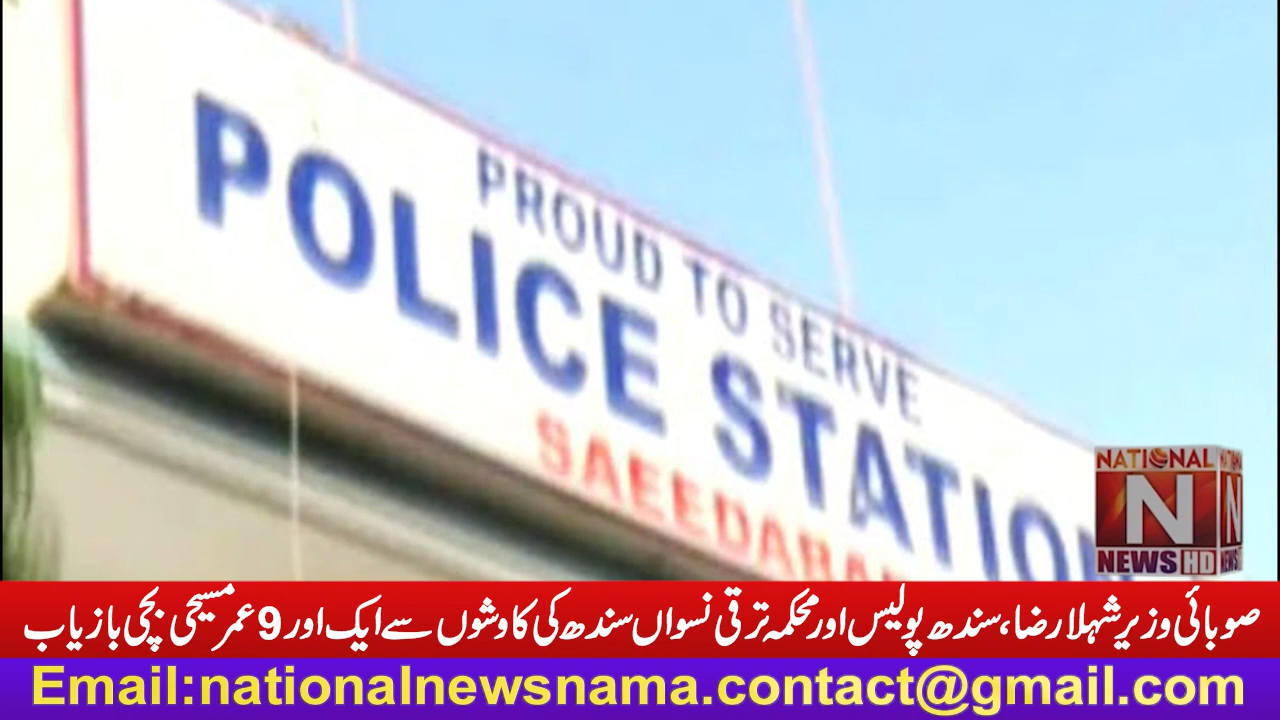 PROUD TO SERVE
POLICE STATION
SAEEDABA
NATIONAL
N
NEWS HD
صوبائی وزیر شہلا رضا، سندھ پولیس اور محکمہ ترقی نسواں سندھ کی کاوشوں سے ایک اور 9 عمر مسیحی بچی بازیاب
Email:nationalnewsnama.contact@gmail.com